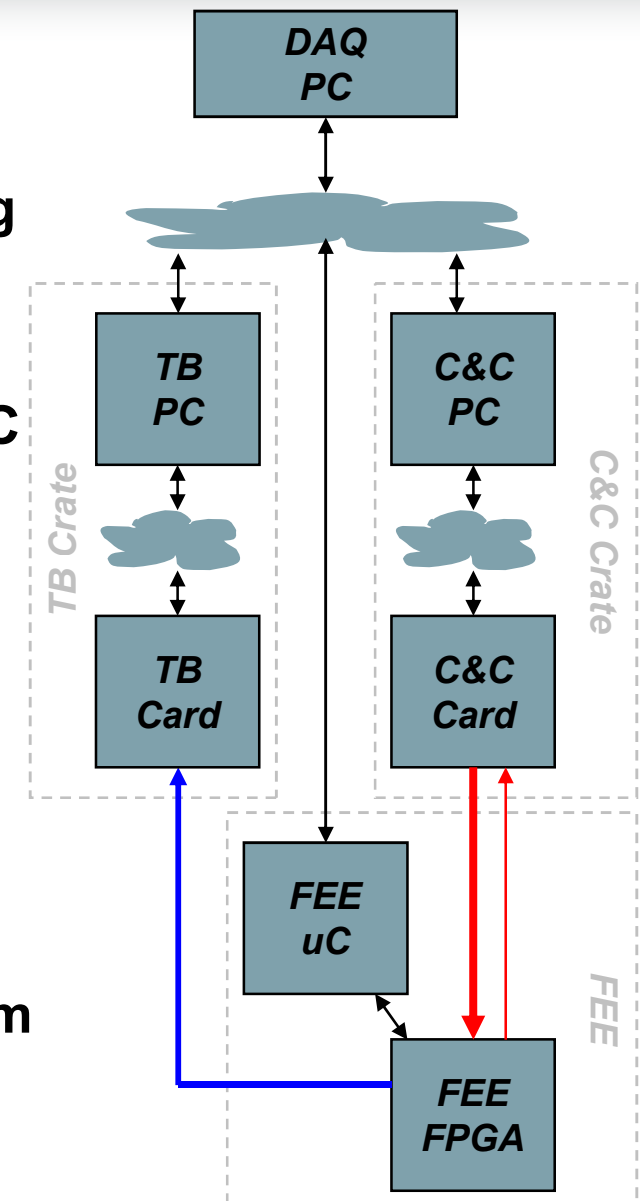 DAQ
PC
g
TB
PC
C&C
PC
C
TB Crate
C&C Crate
TB
Card
C&C
Card
FEE
uC
FEE
m
FEE
FPGA